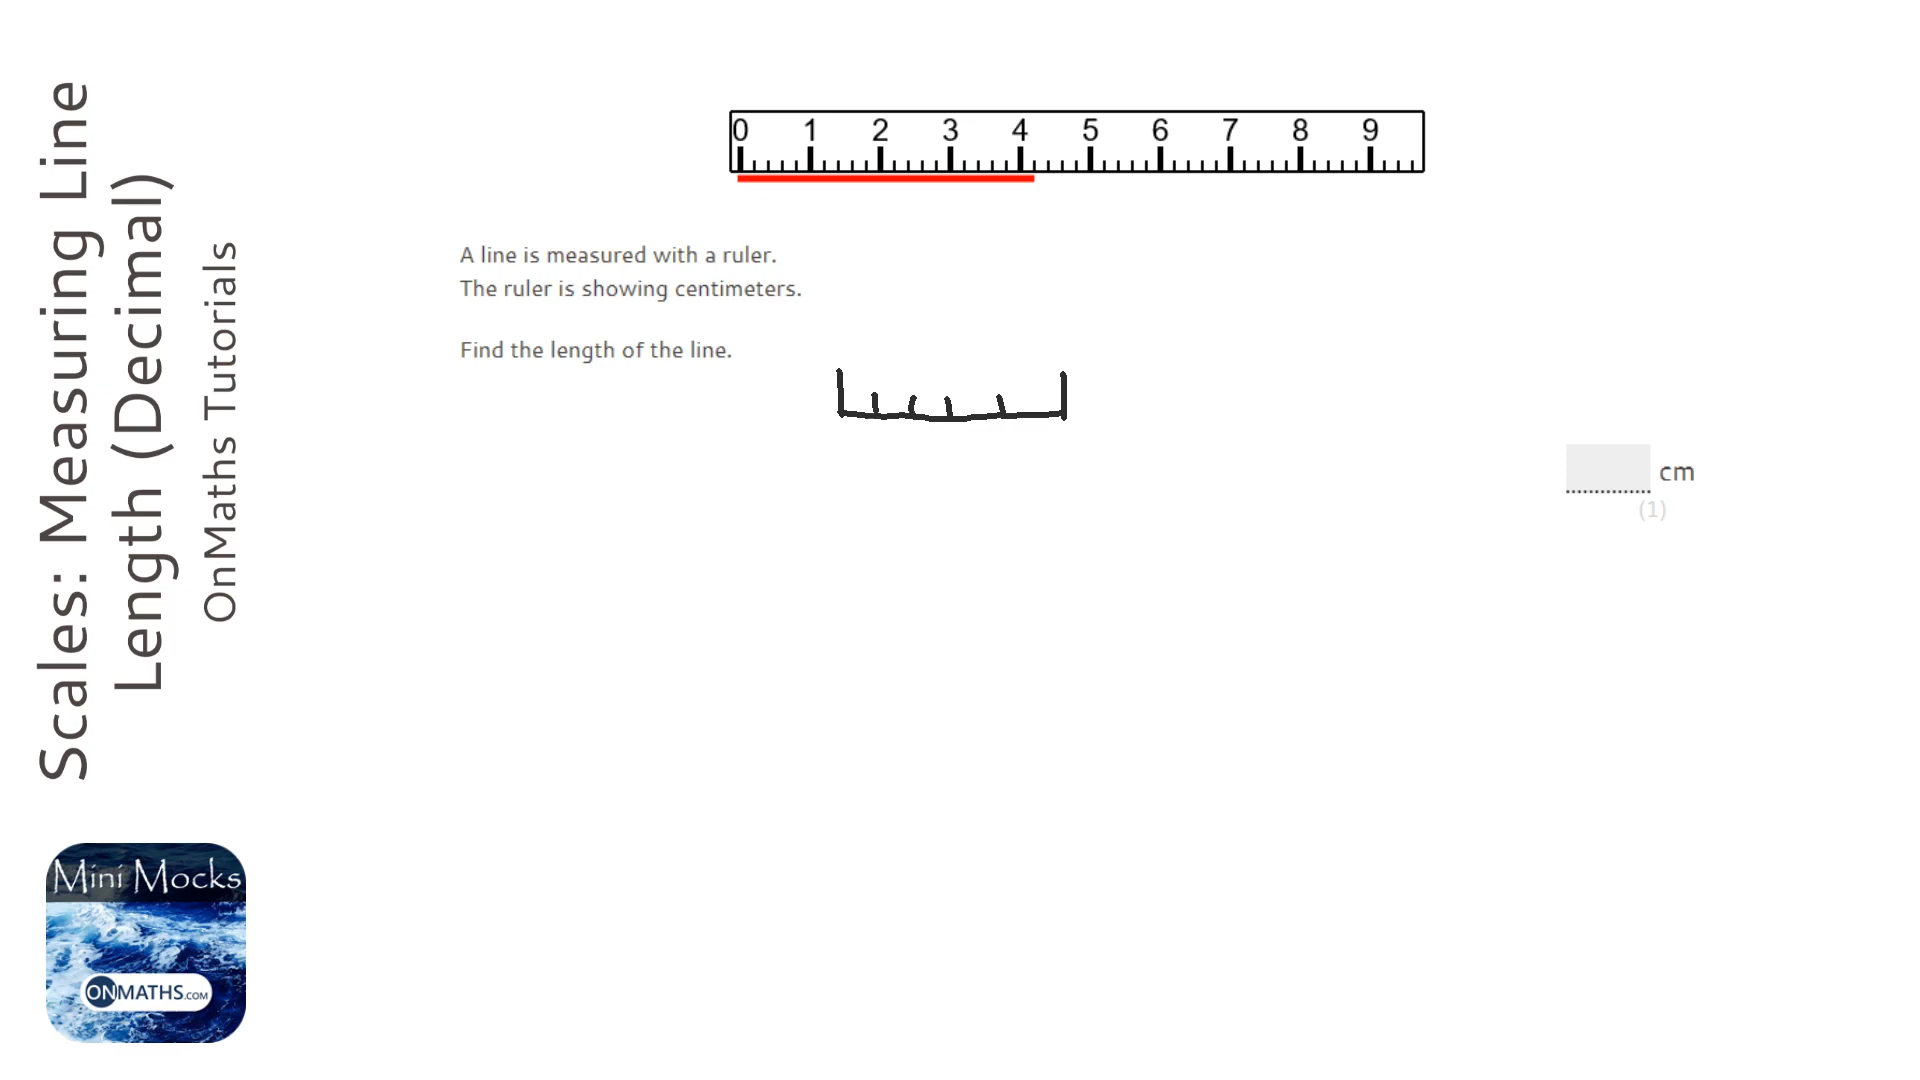 Scales: Measuring Line
Length (Decimal)
OnMaths Tutorials
0 1 2 3 4 5 6 7 8 9
A line is measured with a ruler.
The ruler is showing centimeters.
Find the length of the line.
cm
(1)
Mini Mocks
ONMATHS.COM